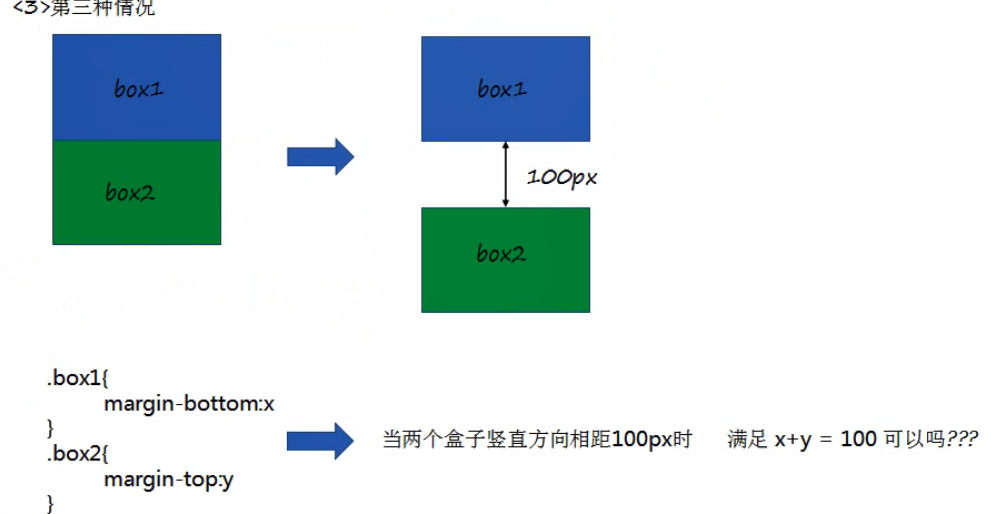 <3>第三种情况
box1
box1
100px
box2
box2
.box1{
margin-bottom:x
}
.box2{
margin-top:y
}
当两个盒子竖直方向相距100px时 满足 x+y = 100 可以吗???